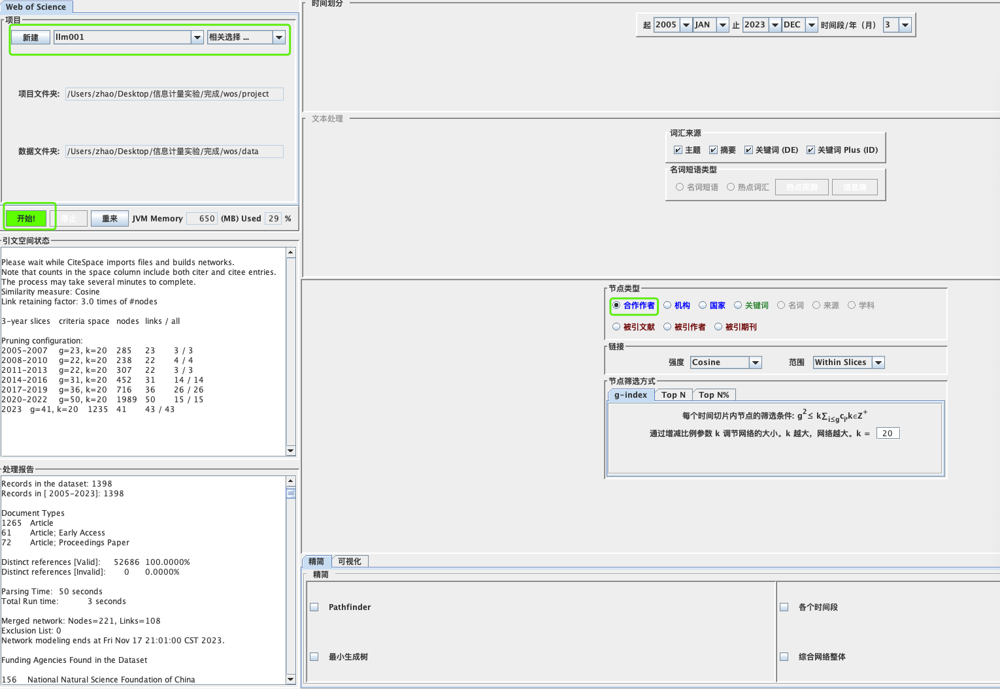 Web of Science
项目
新建 llm001 相关选择 ...
项目文件夹: /Users/zhao/Desktop/信息计量实验/完成/wos/project
数据文件夹: /Users/zhao/Desktop/信息计量实验/完成/wos/data
开始! 停止 重来 JVM Memory 650 (MB) Used 29 %
引文空间状态
Please wait while CiteSpace imports files and builds networks.
Note that counts in the space column include both citer and citee entries.
The process may take several minutes to complete.
Similarity measure: Cosine
Link retaining factor: 3.0 times of #nodes
3-year slices criteria space nodes links / all
Pruning configuration:
2005-2007 g=23, k=20 285 23 3 / 3
2008-2010 g=22, k=20 238 22 4 / 4
2011-2013 g=22, k=20 307 22 3 / 3
2014-2016 g=31, k=20 452 31 14 / 14
2017-2019 g=36, k=20 716 36 26 / 26
2020-2022 g=50, k=20 1989 50 15 / 15
2023 g=41, k=20 1235 41 43 / 43
处理报告
Records in the dataset: 1398
Records in [ 2005-2023]: 1398
Document Types
1265 Article
61 Article; Early Access
72 Article; Proceedings Paper
Distinct references [Valid]: 52686 100.0000%
Distinct references [Invalid]: 0 0.0000%
Parsing Time: 50 seconds
Total Run time: 3 seconds
Merged network: Nodes=221, Links=108
Exclusion List: 0
Network modeling ends at Fri Nov 17 21:01:00 CST 2023.
Funding Agencies Found in the Dataset
156 National Natural Science Foundation of China
时间划分
起 2005 JAN 止 2023 DEC 时间段/年（月） 3
文本处理
词汇来源
主题 摘要 关键词 (DE) 关键词 Plus (ID)
名词短语类型
名词短语 热点词汇 热点探测 信息熵
节点类型
合作作者 机构 国家 关键词 名词 来源 学科
被引文献 被引作者 被引期刊
链接
强度 Cosine 范围 Within Slices
节点筛选方式
g-index Top N Top N%
每个时间切片内节点的筛选条件: g²≤ k∑i≤gci,k∈Z⁺
通过增减比例参数 k 调节网络的大小。k 越大，网络越大。k = 20
精简 可视化
精简
Pathfinder 各个时间段
最小生成树 综合网络整体